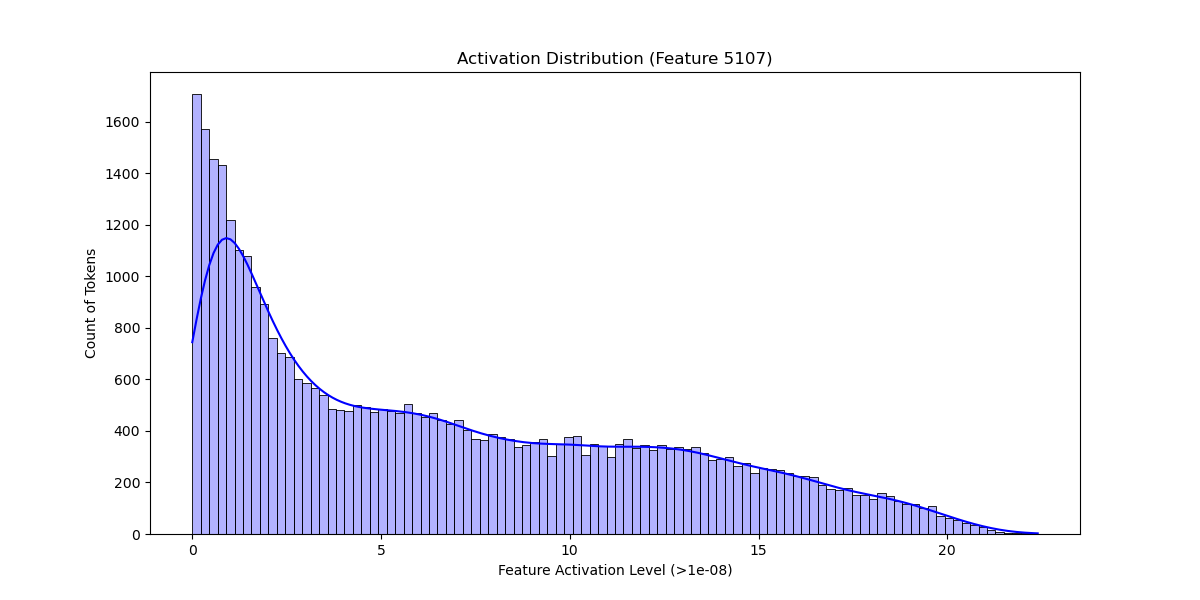 Activation Distribution (Feature 5107)
1600
1400
1200
1000
800
600
400
200
0
Count of Tokens
0 5 10 15 20
Feature Activation Level (>1e-08)